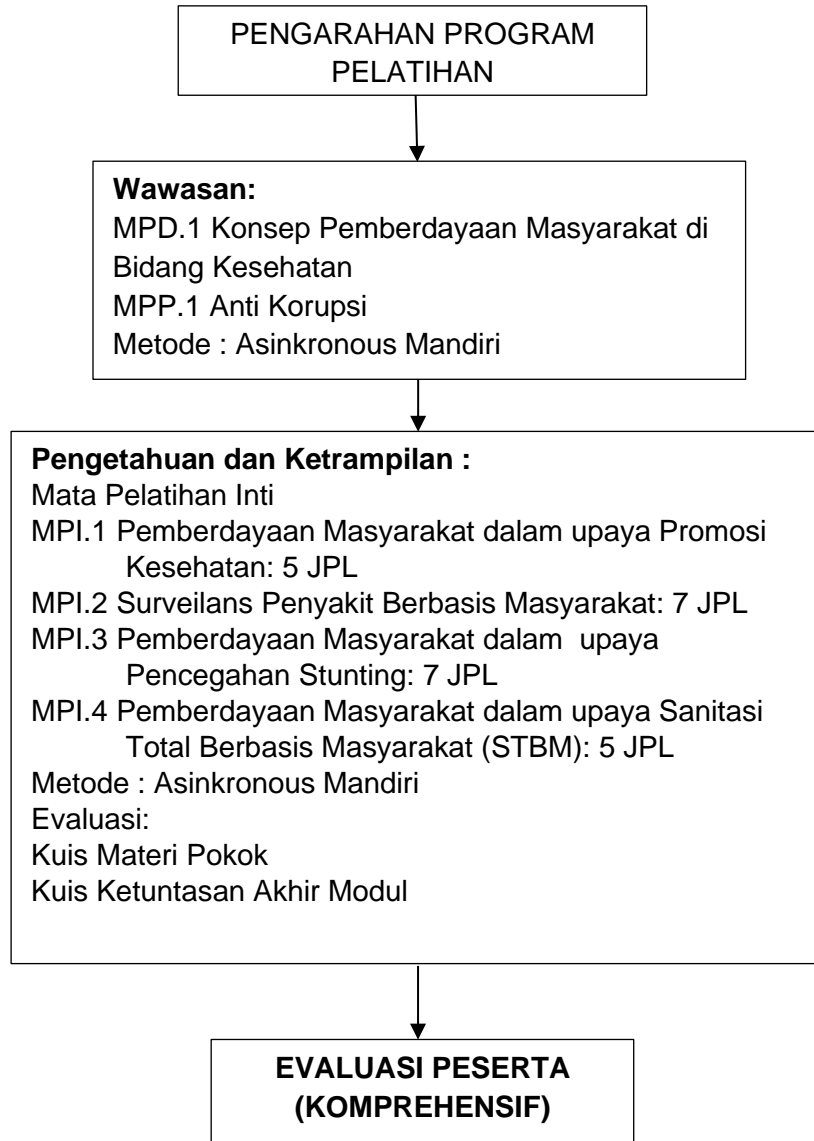 PENGARAHAN PROGRAM
PELATIHAN
Wawasan:
MPD.1 Konsep Pemberdayaan Masyarakat di
Bidang Kesehatan
MPP.1 Anti Korupsi
Metode : Asinkronous Mandiri
Pengetahuan dan Ketrampilan :
Mata Pelatihan Inti
MPI.1 Pemberdayaan Masyarakat dalam upaya Promosi
Kesehatan: 5 JPL
MPI.2 Surveilans Penyakit Berbasis Masyarakat: 7 JPL
MPI.3 Pemberdayaan Masyarakat dalam upaya
Pencegahan Stunting: 7 JPL
MPI.4 Pemberdayaan Masyarakat dalam upaya Sanitasi
Total Berbasis Masyarakat (STBM): 5 JPL
Metode : Asinkronous Mandiri
Evaluasi:
Kuis Materi Pokok
Kuis Ketuntasan Akhir Modul
EVALUASI PESERTA
(KOMPREHENSIF)